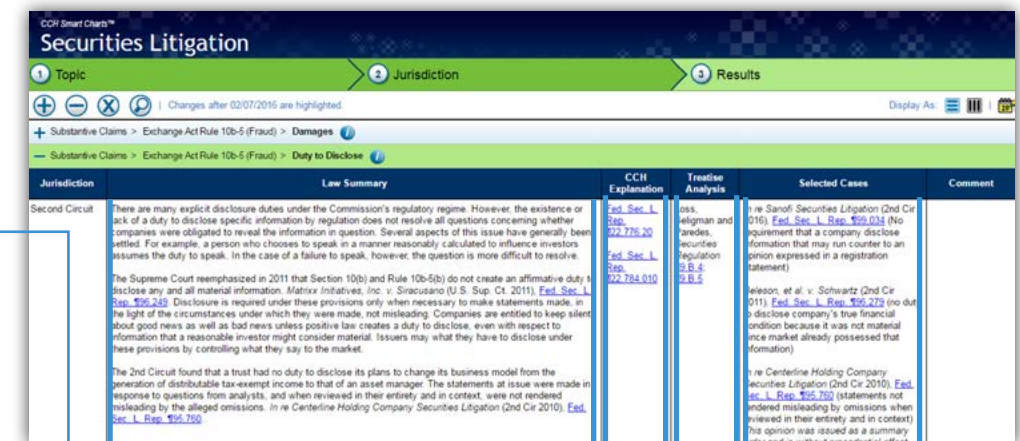 CCH Smart Charts™
Securities Litigation
1 Topic
2 Jurisdiction
3 Results
Changes after 02/07/2016 are highlighted.
Display As:
Substantive Claims > Exchange Act Rule 10b-5 (Fraud) > Damages
Substantive Claims > Exchange Act Rule 10b-5 (Fraud) > Duty to Disclose
Jurisdiction
Law Summary
CCH Explanation
Treatise Analysis
Selected Cases
Comment
Second Circuit
There are many explicit disclosure duties under the Commission's regulatory regime. However, the existence or
lack of a duty to disclose specific information by regulation does not resolve all questions concerning whether
companies were obligated to reveal the information in question. Several aspects of this issue have generally been
settled. For example, a person who chooses to speak in a manner reasonably calculated to influence investors
assumes the duty to speak. In the case of a failure to speak, however, the question is more difficult to resolve.
The Supreme Court reemphasized in 2011 that Section 10(b) and Rule 10b-5(b) do not create an affirmative duty to
disclose any and all material information. Matrixx Initiatives, Inc. v. Siracusano (U.S. Sup. Ct. 2011), Fed. Sec. L.
Rep. ¶96,249. Disclosure is required under these provisions only when necessary to make statements made, in
the light of the circumstances under which they were made, not misleading. Companies are entitled to keep silent
about good news as well as bad news unless positive law creates a duty to disclose, even with respect to
information that a reasonable investor might consider material. Issuers may what they have to disclose under
these provisions by controlling what they say to the market.
The 2nd Circuit found that a trust had no duty to disclose its plans to change its business model from the
generation of distributable tax-exempt income to that of an asset manager. The statements at issue were made in
response to questions from analysts, and when reviewed in their entirety and in context, were not rendered
misleading by the alleged omissions. In re Centerline Holding Company Securities Litigation (2nd Cir 2010), Fed.
Sec. L. Rep. ¶95,760.
Fed. Sec. L.
Rep.
¶22,776.20
Fed. Sec. L.
Rep.
¶22,784.010
Loss,
Seligman and
Paredes,
Securities
Regulation
9.B.4;
9.B.5
In re Sanofi Securities Litigation (2nd Cir
2016), Fed. Sec. L. Rep. ¶99,034 (No
requirement that a company disclose
information that may run counter to an
opinion expressed in a registration
statement)
Beleson, et al. v. Schwartz (2nd Cir
2011), Fed. Sec. L. Rep. ¶96,279 (no duty
to disclose company's true financial
condition because it was not material
since market already possessed that
information)
In re Centerline Holding Company
Securities Litigation (2nd Cir 2010), Fed.
Sec. L. Rep. ¶95,760 (statements not
rendered misleading by omissions when
reviewed in their entirety and in context)
This opinion was issued as a summary